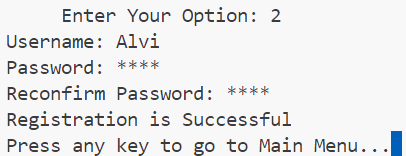 Enter Your Option: 2
Username: Alvi
Password: ****
Reconfirm Password: ****
Registration is Successful
Press any key to go to Main Menu...